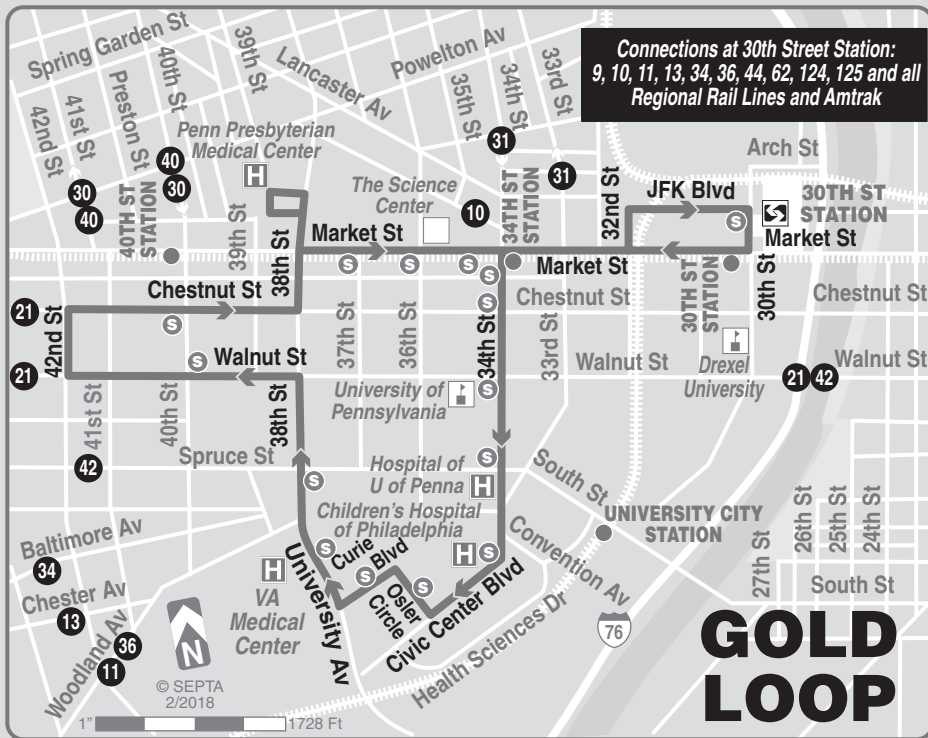 Spring Garden St
42nd St
41st St
Preston St
40th St
39th St
Lancaster Av
Powelton Av
35th St
34th St
33rd St
Connections at 30th Street Station:
9, 10, 11, 13, 34, 36, 44, 62, 124, 125 and all
Regional Rail Lines and Amtrak
Penn Presbyterian
Medical Center
H
31
31
Arch St
40
30
30
40
40TH ST
STATION
39th St
38th St
The Science
Center
10
34TH ST
STATION
32nd St
JFK Blvd
S
30TH ST
STATION
Market St
Market St
Market St
S
S
S
S
Chestnut St
S
Chestnut St
30TH ST
STATION
30th St
Chestnut St
21
42nd St
S
37th St
36th St
34th St
33rd St
S
Walnut St
Walnut St
Drexel
University
Walnut St
21
21
42
University of
Pennsylvania
S
41st St
40th St
38th St
42
Spruce St
Hospital of
U of Penna
H
S
S
South St
Children's Hospital
of Philadelphia
H
S
UNIVERSITY CITY
STATION
27th St
26th St
25th St
24th St
Baltimore Av
34
S
Curie
Blvd
S
S
Convention Av
South St
Chester Av
13
H
VA
Medical
Center
University Av
Osler
Circle
Civic Center Blvd
Health Sciences Dr
76
Woodland Av
36
11
N
© SEPTA
2/2018
1"
1728 Ft
GOLD
LOOP